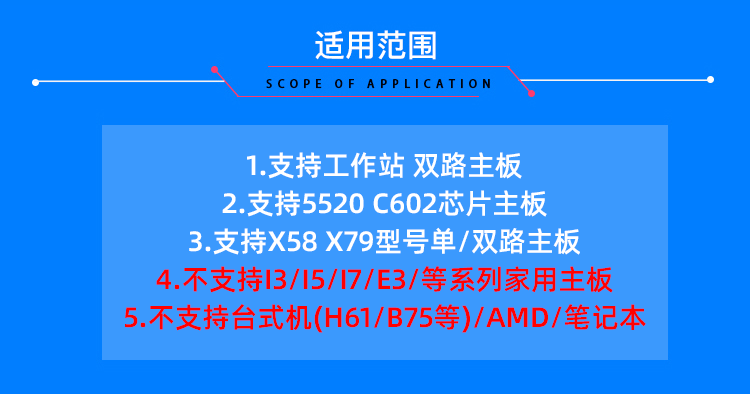 适用范围
SCOPE OF APPLICATION
1.支持工作站 双路主板
2.支持5520 C602芯片主板
3.支持X58 X79型号单/双路主板
4.不支持I3/I5/I7/E3/等系列家用主板
5.不支持台式机(H61/B75等)/AMD/笔记本